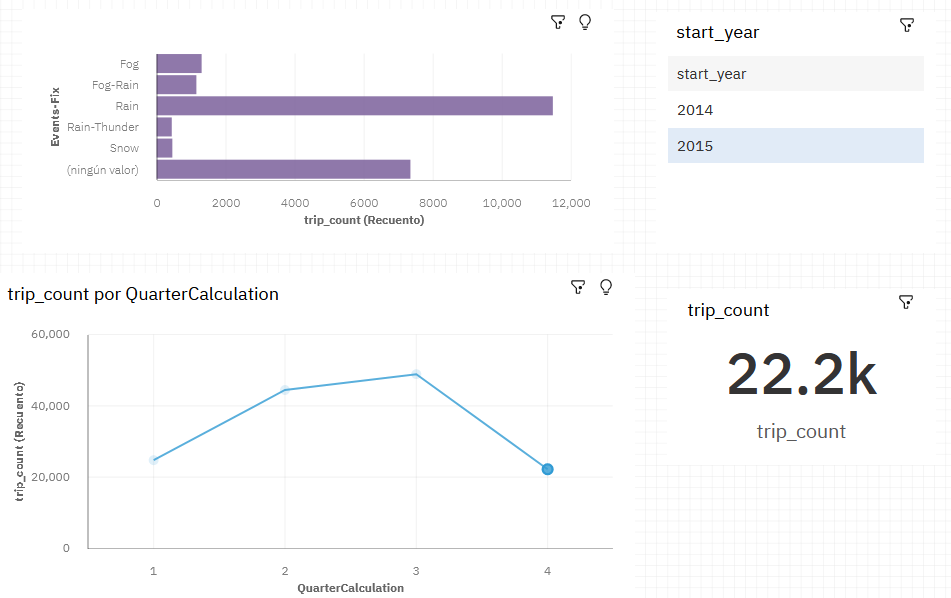 Events-Fix
Fog
Fog-Rain
Rain
Rain-Thunder
Snow
(ningún valor)
0 2000 4000 6000 8000 10,000 12,000
trip_count (Recuento)
start_year
start_year
2014
2015
trip_count por QuarterCalculation
trip_count (Recuento)
60,000
40,000
20,000
0
1 2 3 4
QuarterCalculation
trip_count
22.2k
trip_count